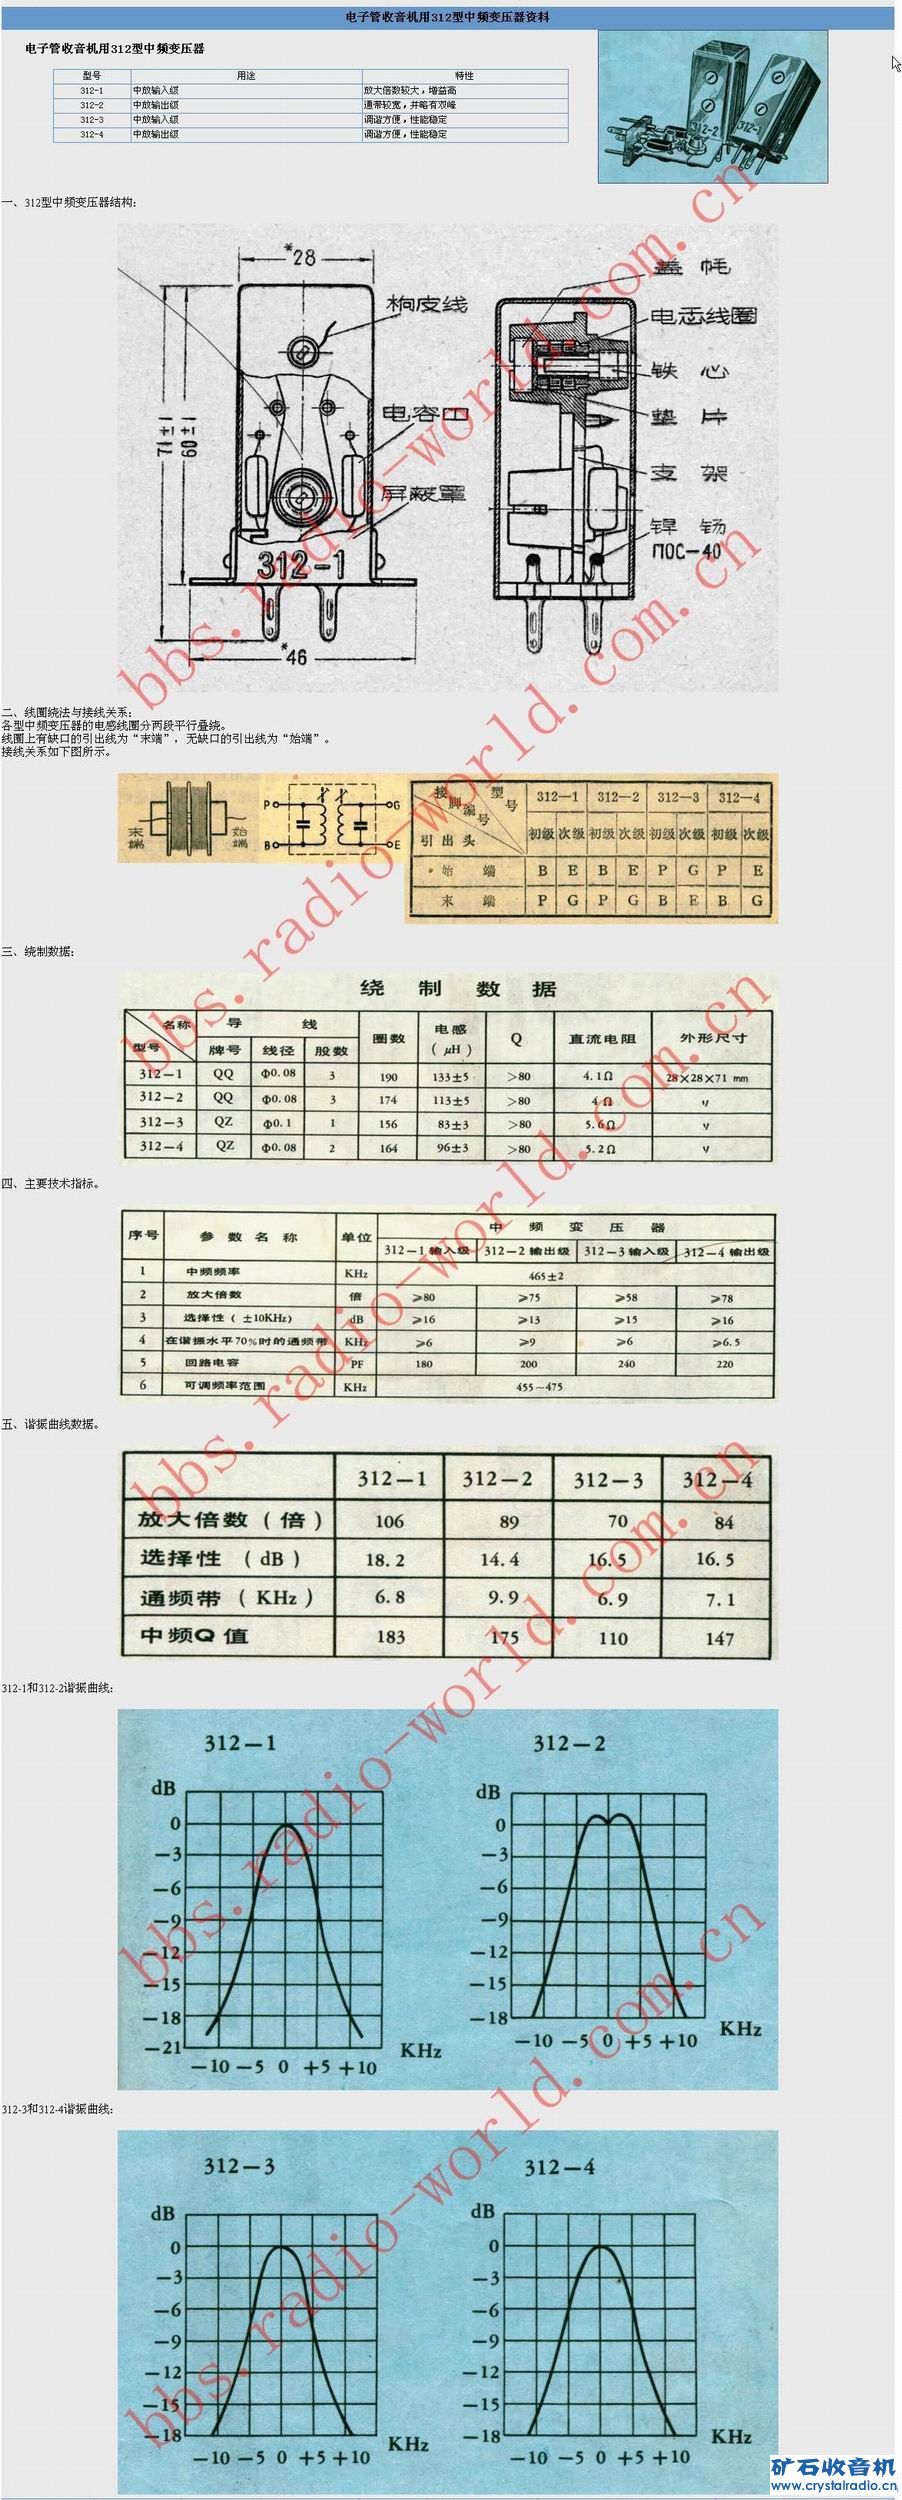 电子管收音机用312型中频变压器资料
电子管收音机用312型中频变压器
型号 用途 特性
312-1 中放输入级 放大倍数较大，增益高
312-2 中放输出级 通带较宽，并略有双峰
312-3 中放输入级 调谐方便，性能稳定
312-4 中放输出级 调谐方便，性能稳定
312-2 312-1
一、312型中频变压器结构：
*28
71±1
60±1
312-1
*46
桐皮线
电容口
屏蔽罩
盖帽
电感线圈
铁心
垫片
支架
焊锡
ПОС-40
二、线圈绕法与接线关系：
各型中频变压器的电感线圈分两段平行叠绕。
线圈上有缺口的引出线为“末端”，无缺口的引出线为“始端”。
接线关系如下图所示。
末端 始端
P G
B E
接脚编号 型号 312—1 312—2 312—3 312—4
引出头 初级 次级 初级 次级 初级 次级 初级 次级
始端 B E B E P G P E
末端 P G P G B E B G
三、绕制数据：
绕制数据
名称 型号 导线 圈数 电感(μH) Q 直流电阻 外形尺寸
牌号 线径 股数
312—1 QQ Φ0.08 3 190 133±5 >80 4.1Ω 28×28×71 mm
312—2 QQ Φ0.08 3 174 113±5 >80 4Ω 〃
312—3 QZ Φ0.1 1 156 83±3 >80 5.6Ω 〃
312—4 QZ Φ0.08 2 164 96±3 >80 5.2Ω 〃
四、主要技术指标。
序号 参数名称 单位 中频变压器
312—1输入级 312—2输出级 312—3输入级 312—4输出级
1 中频频率 KHz 465±2
2 放大倍数 倍 ≥80 ≥75 ≥58 ≥78
3 选择性(±10KHz) dB ≥16 ≥13 ≥15 ≥16
4 在谐振水平70%时的通频带 KHz ≥6 ≥9 ≥6 ≥6.5
5 回路电容 PF 180 200 240 220
6 可调频率范围 KHz 455—475
五、谐振曲线数据。
312—1 312—2 312—3 312—4
放大倍数(倍) 106 89 70 84
选择性(dB) 18.2 14.4 16.5 16.5
通频带(KHz) 6.8 9.9 6.9 7.1
中频Q值 183 175 110 147
312-1和312-2谐振曲线：
312—1
dB
0
−3
−6
−9
−12
−15
−18
−21
−10 −5 0 +5 +10 KHz
312—2
dB
0
−3
−6
−9
−12
−15
−18
−10 −5 0 +5 +10 KHz
312-3和312-4谐振曲线：
312—3
dB
0
−3
−6
−9
−12
−15
−18
−10 −5 0 +5 +10 KHz
312—4
dB
0
−3
−6
−9
−12
−15
−18
−10 −5 0 +5 +10 KHz
bbs.radio-world.com.cn
bbs.radio-world.com.cn
bbs.radio-world.com.cn
bbs.radio-world.com.cn
bbs.radio-world.com.cn
矿石收音机
www.crystalradio.cn